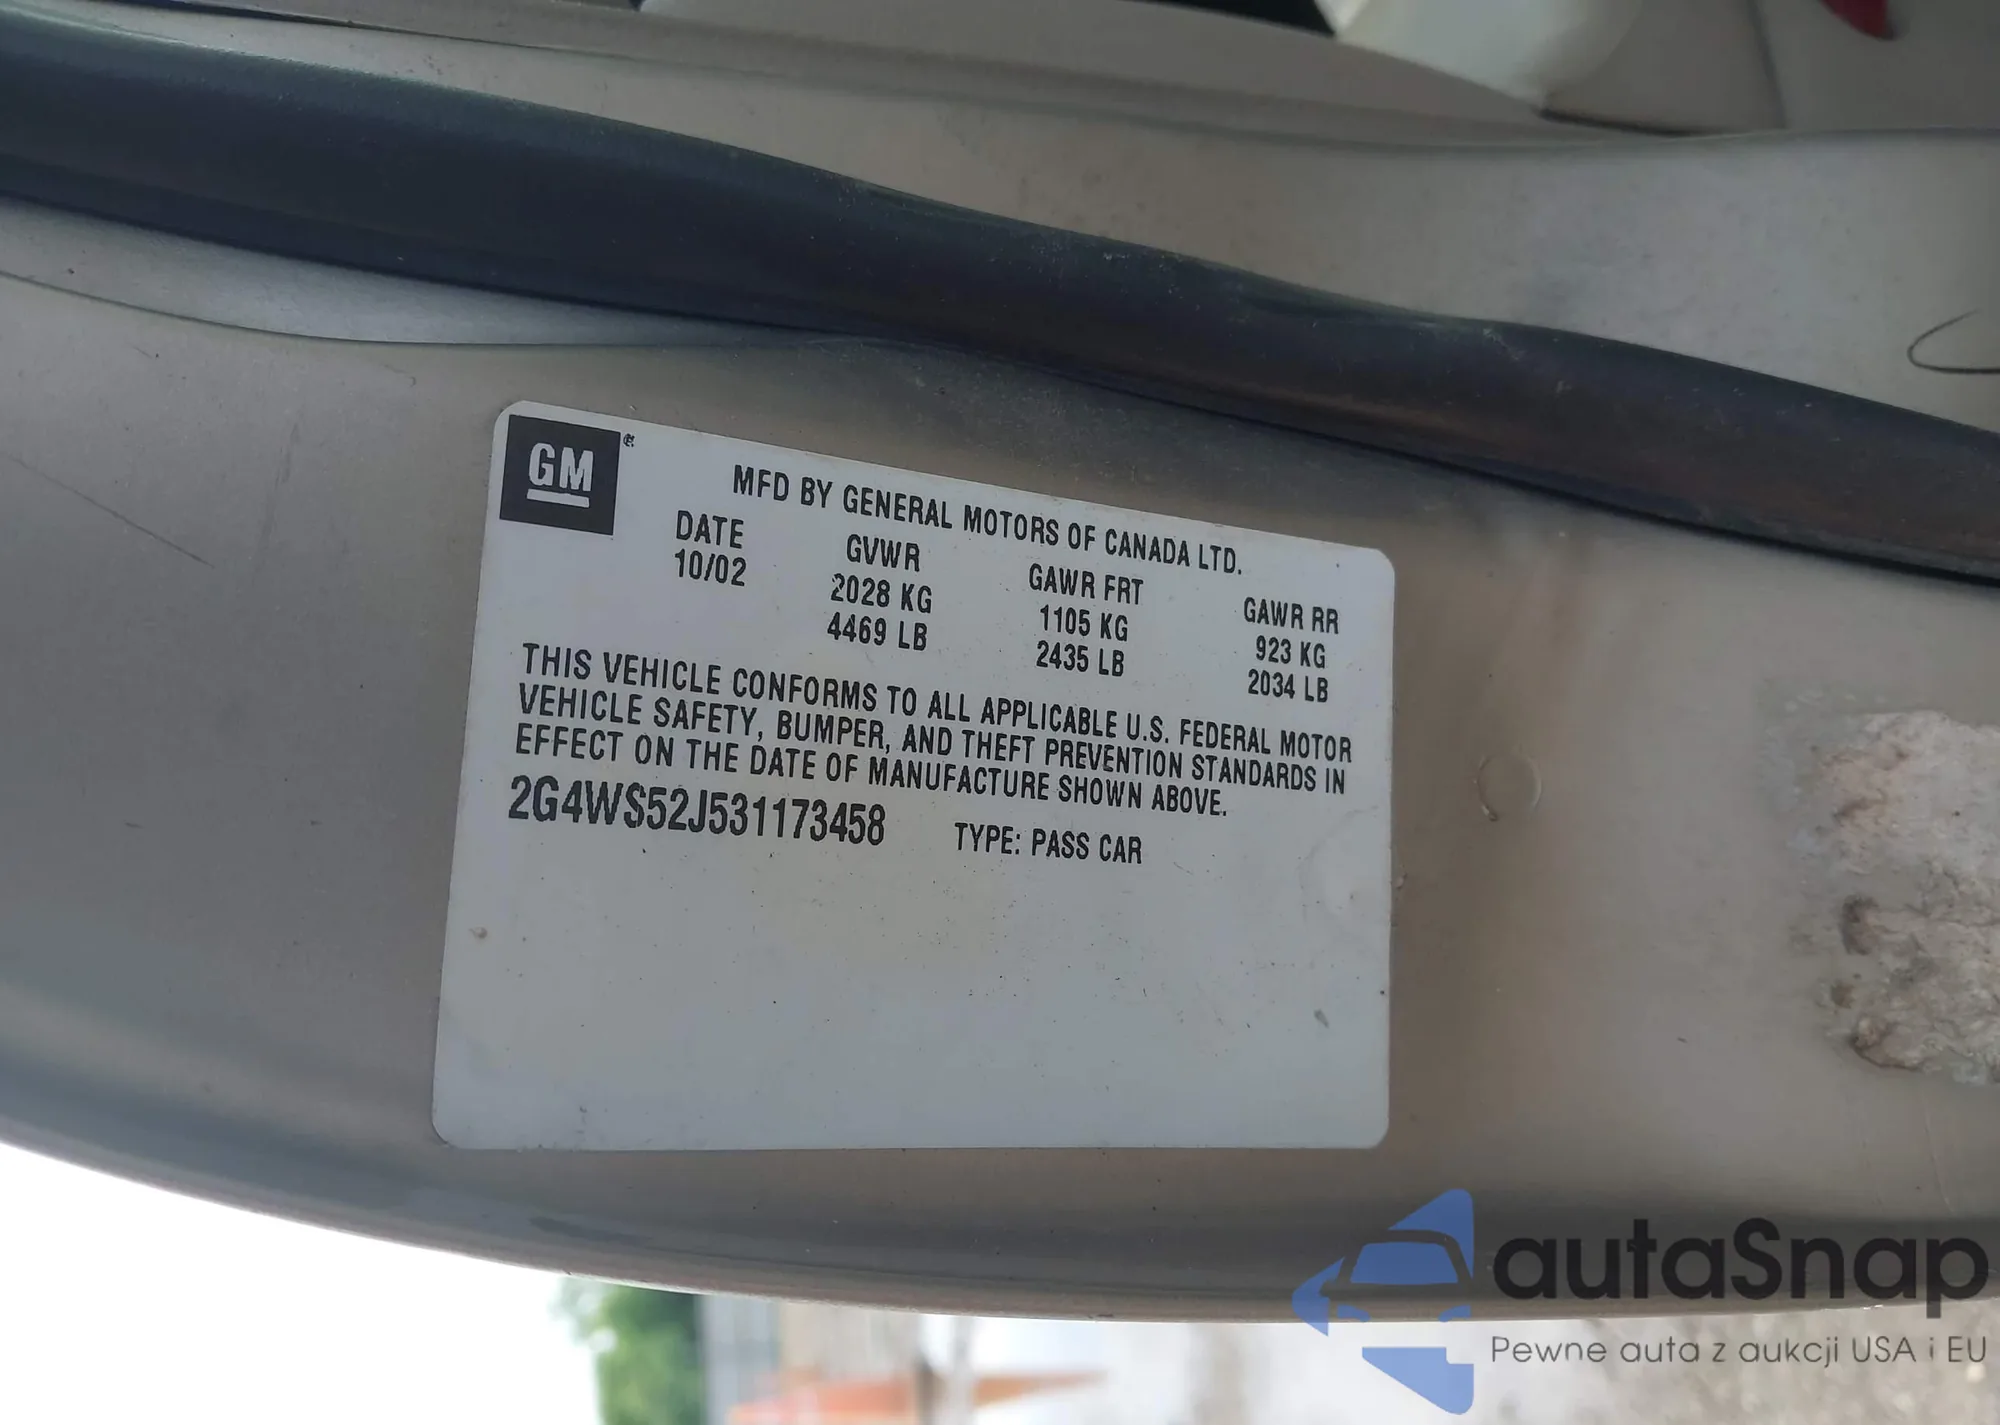 GM
MFD BY GENERAL MOTORS OF CANADA LTD.
DATE GVWR GAWR FRT GAWR RR
10/02 2028 KG 1105 KG 923 KG
4469 LB 2435 LB 2034 LB
THIS VEHICLE CONFORMS TO ALL APPLICABLE U.S. FEDERAL MOTOR
VEHICLE SAFETY, BUMPER, AND THEFT PREVENTION STANDARDS IN
EFFECT ON THE DATE OF MANUFACTURE SHOWN ABOVE.
2G4WS52J531173458 TYPE: PASS CAR
autaSnap
Pewne auta z aukcji USA i EU